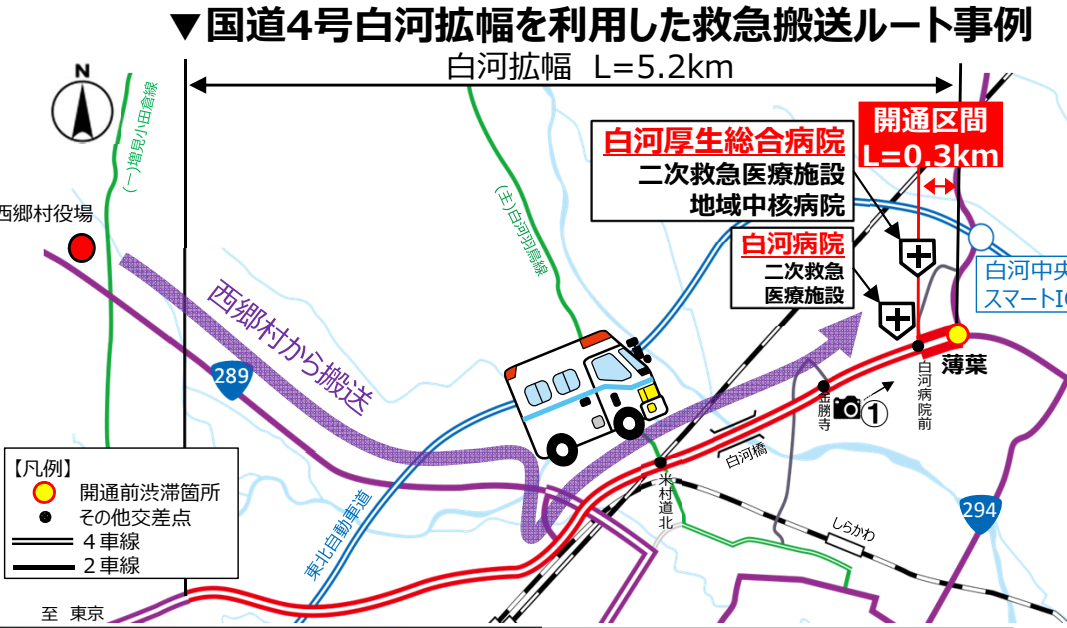 ▼国道4号白河拡幅を利用した救急搬送ルート事例
白河拡幅 L=5.2km
N
(一)増見小田倉線
西郷村役場
(主)白河羽鳥線
白河厚生総合病院
二次救急医療施設
地域中核病院
開通区間
L=0.3km
白河病院
二次救急
医療施設
白河中央
スマートIC
西郷村から搬送
289
薄葉
白河病院前
金勝寺
①
白河橋
米村道北
しらかわ
294
東北自動車道
【凡例】
開通前渋滞箇所
その他交差点
4車線
2車線
至 東京